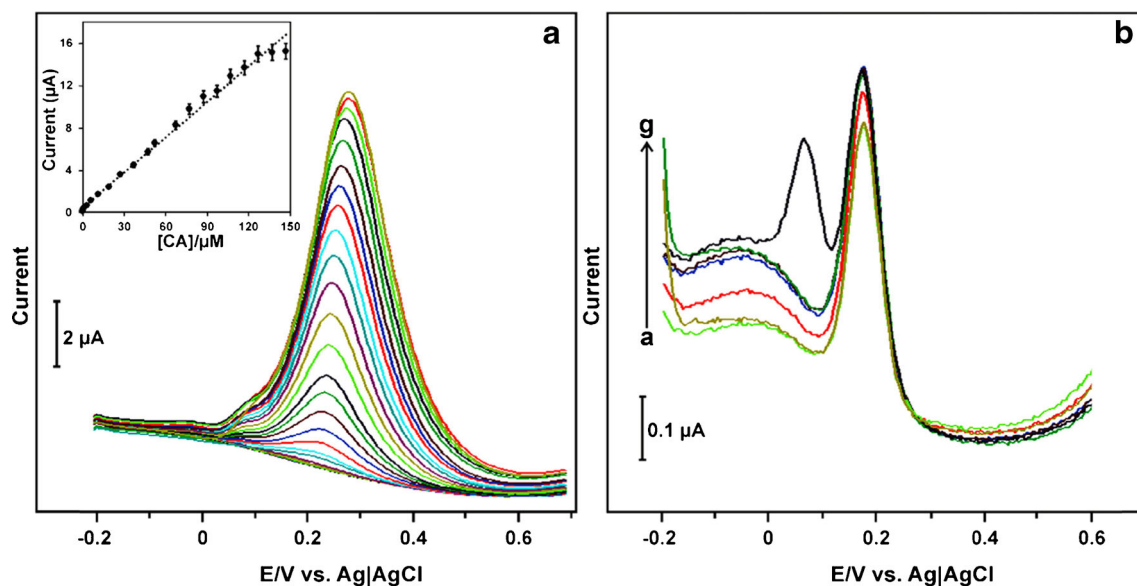 a
16
12
8
4
0
Current (µA)
0 30 60 90 120 150
[CA]/µM
Current
2 µA
-0.2 0 0.2 0.4 0.6
E/V vs. Ag|AgCl
b
g
a
Current
0.1 µA
-0.2 0 0.2 0.4 0.6
E/V vs. Ag|AgCl